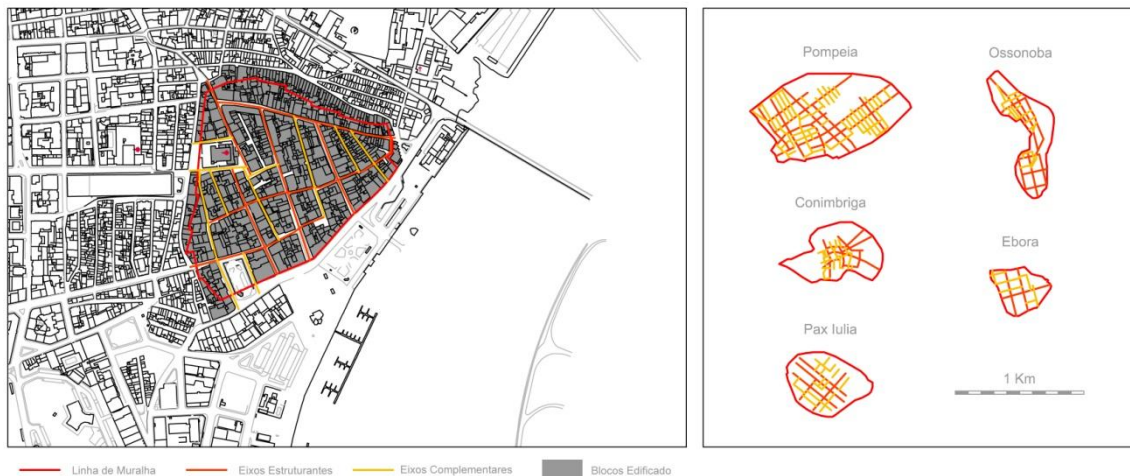 Pompeia
Ossonoba
Conimbriga
Ebora
Pax Iulia
1 Km
Linha de Muralha
Eixos Estruturantes
Eixos Complementares
Blocos Edificado